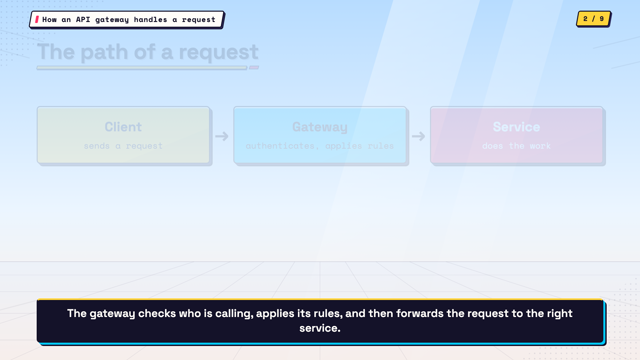 How an API gateway handles a request
2 / 9
The path of a request
Client
sends a request
Gateway
authenticates, applies rules
Service
does the work
The gateway checks who is calling, applies its rules, and then forwards the request to the right
service.